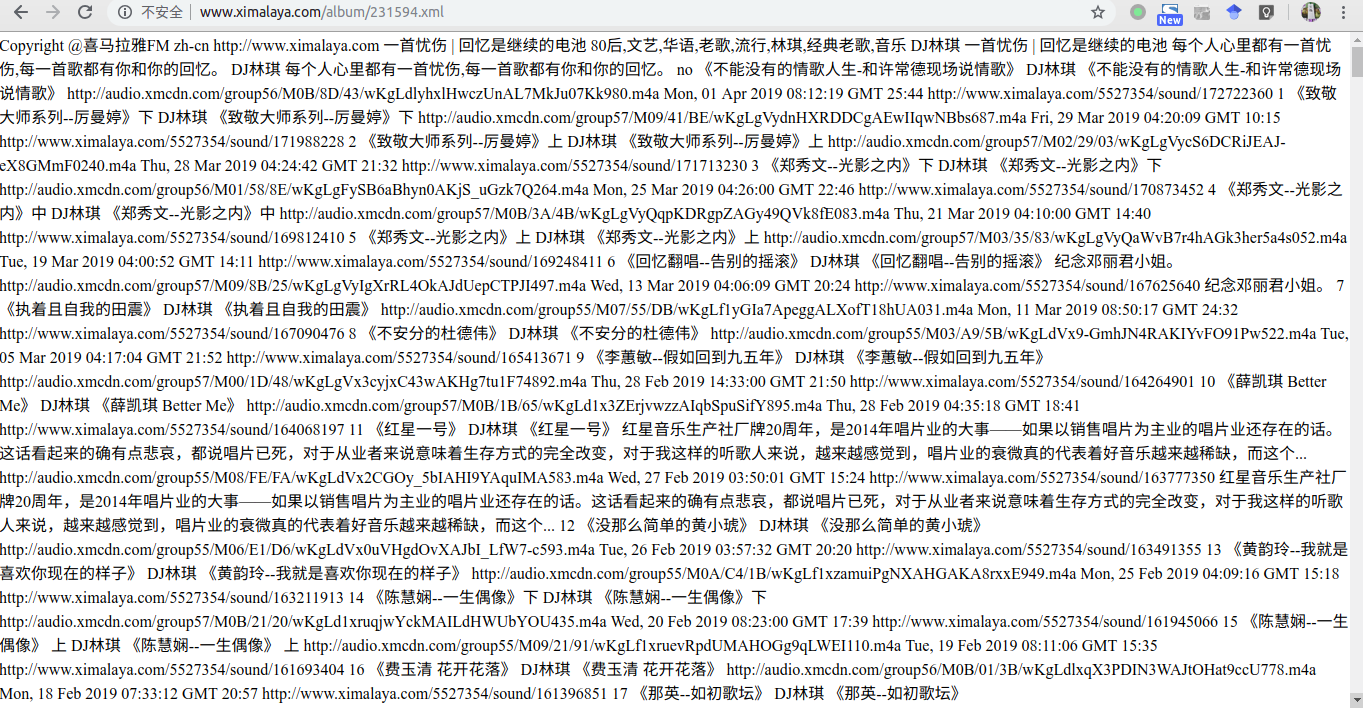 不安全 | www.ximalaya.com/album/231594.xml
New
Copyright @喜马拉雅FM zh-cn http://www.ximalaya.com 一首忧伤 | 回忆是继续的电池 80后,文艺,华语,老歌,流行,林琪,经典老歌,音乐 DJ林琪 一首忧伤 | 回忆是继续的电池 每个人心里都有一首忧
伤,每一首歌都有你和你的回忆。 DJ林琪 每个人心里都有一首忧伤,每一首歌都有你和你的回忆。 no 《不能没有的情歌人生-和许常德现场说情歌》 DJ林琪 《不能没有的情歌人生-和许常德现场
说情歌》 http://audio.xmcdn.com/group56/M0B/8D/43/wKgLdlyhxlHwczUnAL7MkJu07Kk980.m4a Mon, 01 Apr 2019 08:12:19 GMT 25:44 http://www.ximalaya.com/5527354/sound/172722360 1 《致敬
大师系列--厉曼婷》下 DJ林琪 《致敬大师系列--厉曼婷》下 http://audio.xmcdn.com/group57/M09/41/BE/wKgLgVydnHXRDDCgAEwIIqwNBbs687.m4a Fri, 29 Mar 2019 04:20:09 GMT 10:15
http://www.ximalaya.com/5527354/sound/171988228 2 《致敬大师系列--厉曼婷》上 DJ林琪 《致敬大师系列--厉曼婷》上 http://audio.xmcdn.com/group57/M02/29/03/wKgLgVycS6DCRiJEAJ-
eX8GMmF0240.m4a Thu, 28 Mar 2019 04:24:42 GMT 21:32 http://www.ximalaya.com/5527354/sound/171713230 3 《郑秀文--光影之内》下 DJ林琪 《郑秀文--光影之内》下
http://audio.xmcdn.com/group56/M01/58/8E/wKgLgFySB6aBhyn0AKjS_uGzk7Q264.m4a Mon, 25 Mar 2019 04:26:00 GMT 22:46 http://www.ximalaya.com/5527354/sound/170873452 4 《郑秀文--光影之
内》中 DJ林琪 《郑秀文--光影之内》中 http://audio.xmcdn.com/group57/M0B/3A/4B/wKgLgVyQqpKDRgpZAGy49QVk8fE083.m4a Thu, 21 Mar 2019 04:10:00 GMT 14:40
http://www.ximalaya.com/5527354/sound/169812410 5 《郑秀文--光影之内》上 DJ林琪 《郑秀文--光影之内》上 http://audio.xmcdn.com/group57/M03/35/83/wKgLgVyQaWvB7r4hAGk3her5a4s052.m4a
Tue, 19 Mar 2019 04:00:52 GMT 14:11 http://www.ximalaya.com/5527354/sound/169248411 6 《回忆翻唱--告别的摇滚》 DJ林琪 《回忆翻唱--告别的摇滚》 纪念邓丽君小姐。
http://audio.xmcdn.com/group57/M09/8B/25/wKgLgVyIgXrRL4OkAJdUepCTPJI497.m4a Wed, 13 Mar 2019 04:06:09 GMT 20:24 http://www.ximalaya.com/5527354/sound/167625640 纪念邓丽君小姐。 7
《执着且自我的田震》 DJ林琪 《执着且自我的田震》 http://audio.xmcdn.com/group55/M07/55/DB/wKgLf1yGIa7ApeggALXofT18hUA031.m4a Mon, 11 Mar 2019 08:50:17 GMT 24:32
http://www.ximalaya.com/5527354/sound/167090476 8 《不安分的杜德伟》 DJ林琪 《不安分的杜德伟》 http://audio.xmcdn.com/group55/M03/A9/5B/wKgLdVx9-GmhJN4RAKIYvFO91Pw522.m4a Tue,
05 Mar 2019 04:17:04 GMT 21:52 http://www.ximalaya.com/5527354/sound/165413671 9 《李蕙敏--假如回到九五年》 DJ林琪 《李蕙敏--假如回到九五年》
http://audio.xmcdn.com/group57/M00/1D/48/wKgLgVx3cyjxC43wAKHg7tu1F74892.m4a Thu, 28 Feb 2019 14:33:00 GMT 21:50 http://www.ximalaya.com/5527354/sound/164264901 10 《薛凯琪 Better
Me》 DJ林琪 《薛凯琪 Better Me》 http://audio.xmcdn.com/group57/M0B/1B/65/wKgLd1x3ZErjvwzzAIqbSpuSifY895.m4a Thu, 28 Feb 2019 04:35:18 GMT 18:41
http://www.ximalaya.com/5527354/sound/164068197 11 《红星一号》 DJ林琪 《红星一号》 红星音乐生产社厂牌20周年，是2014年唱片业的大事——如果以销售唱片为主业的唱片业还存在的话。
这话看起来的确有点悲哀，都说唱片已死，对于从业者来说意味着生存方式的完全改变，对于我这样的听歌人来说，越来越感觉到，唱片业的衰微真的代表着好音乐越来越稀缺，而这个...
http://audio.xmcdn.com/group55/M08/FE/FA/wKgLdVx2CGOy_5bIAHI9YAquIMA583.m4a Wed, 27 Feb 2019 03:50:01 GMT 15:24 http://www.ximalaya.com/5527354/sound/163777350 红星音乐生产社厂
牌20周年，是2014年唱片业的大事——如果以销售唱片为主业的唱片业还存在的话。这话看起来的确有点悲哀，都说唱片已死，对于从业者来说意味着生存方式的完全改变，对于我这样的听歌
人来说，越来越感觉到，唱片业的衰微真的代表着好音乐越来越稀缺，而这个... 12 《没那么简单的黄小琥》 DJ林琪 《没那么简单的黄小琥》
http://audio.xmcdn.com/group55/M06/E1/D6/wKgLdVx0uVHgdOvXAJbI_LfW7-c593.m4a Tue, 26 Feb 2019 03:57:32 GMT 20:20 http://www.ximalaya.com/5527354/sound/163491355 13 《黄韵玲--我就是
喜欢你现在的样子》 DJ林琪 《黄韵玲--我就是喜欢你现在的样子》 http://audio.xmcdn.com/group55/M0A/C4/1B/wKgLf1xzamuiPgNXAHGAKA8rxxE949.m4a Mon, 25 Feb 2019 04:09:16 GMT 15:18
http://www.ximalaya.com/5527354/sound/163211913 14 《陈慧娴--一生偶像》下 DJ林琪 《陈慧娴--一生偶像》下
http://audio.xmcdn.com/group57/M0B/21/20/wKgLd1xruqjwYckMAILdHWUbYOU435.m4a Wed, 20 Feb 2019 08:23:00 GMT 17:39 http://www.ximalaya.com/5527354/sound/161945066 15 《陈慧娴--一生
偶像》 上 DJ林琪 《陈慧娴--一生偶像》 上 http://audio.xmcdn.com/group55/M09/21/91/wKgLf1xruevRpdUMAHOGg9qLWEI110.m4a Tue, 19 Feb 2019 08:11:06 GMT 15:35
http://www.ximalaya.com/5527354/sound/161693404 16 《费玉清 花开花落》 DJ林琪 《费玉清 花开花落》 http://audio.xmcdn.com/group56/M0B/01/3B/wKgLdlxqX3PDIN3WAJtOHat9ccU778.m4a
Mon, 18 Feb 2019 07:33:12 GMT 20:57 http://www.ximalaya.com/5527354/sound/161396851 17 《那英--如初歌坛》 DJ林琪 《那英--如初歌坛》